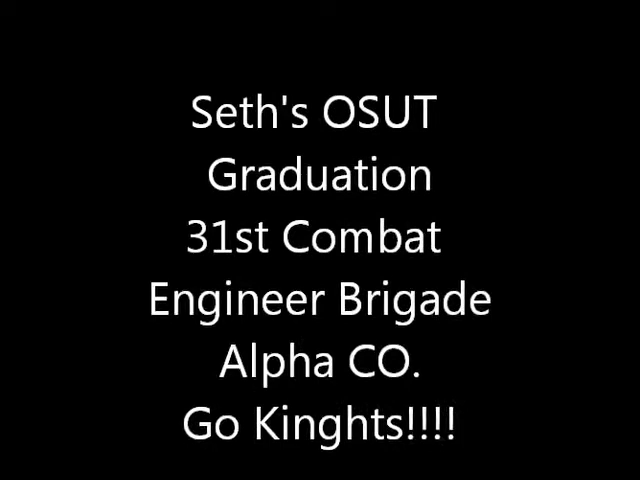 Seth's OSUT
Graduation
31st Combat
Engineer Brigade
Alpha CO.
Go Kinghts!!!!